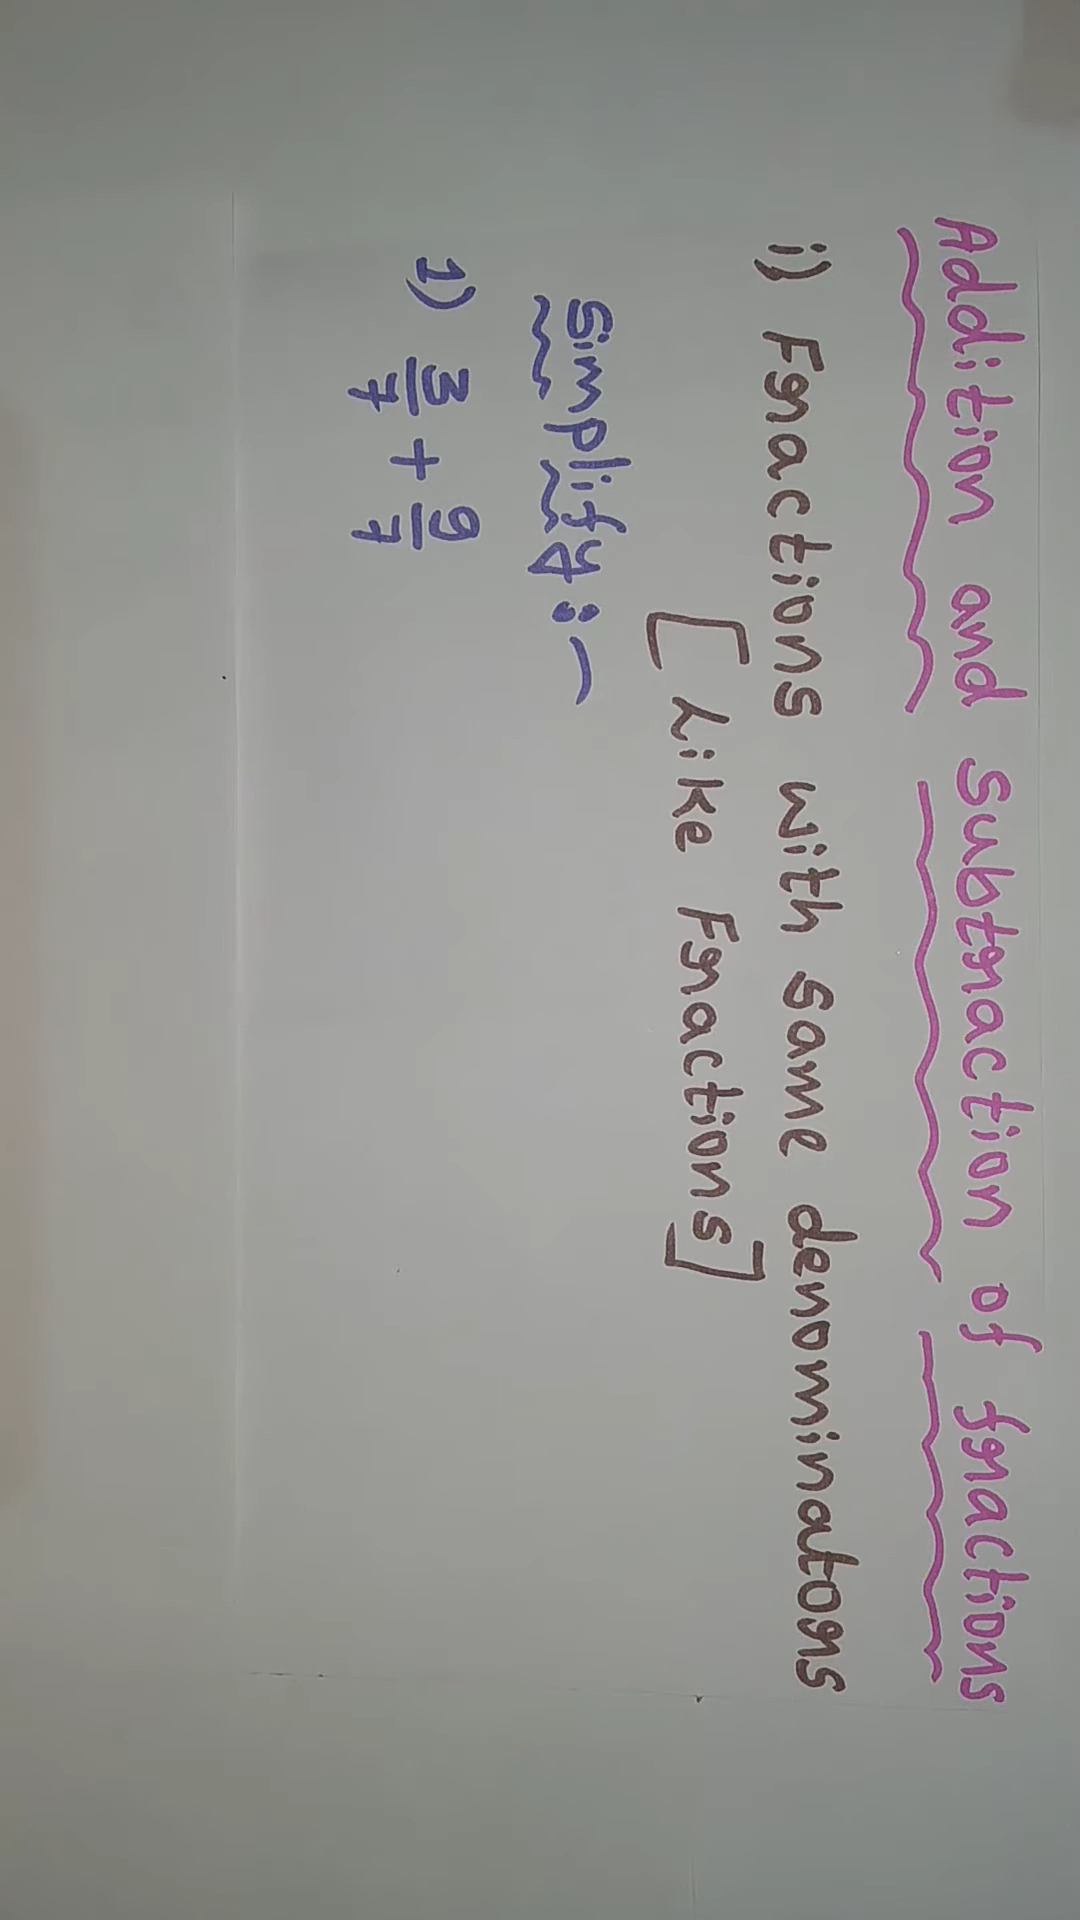 Addition and Subtraction of fractions
i) Fractions with same denominators
[Like Fractions]
Simplify :-
1) 3/7 + 9/7